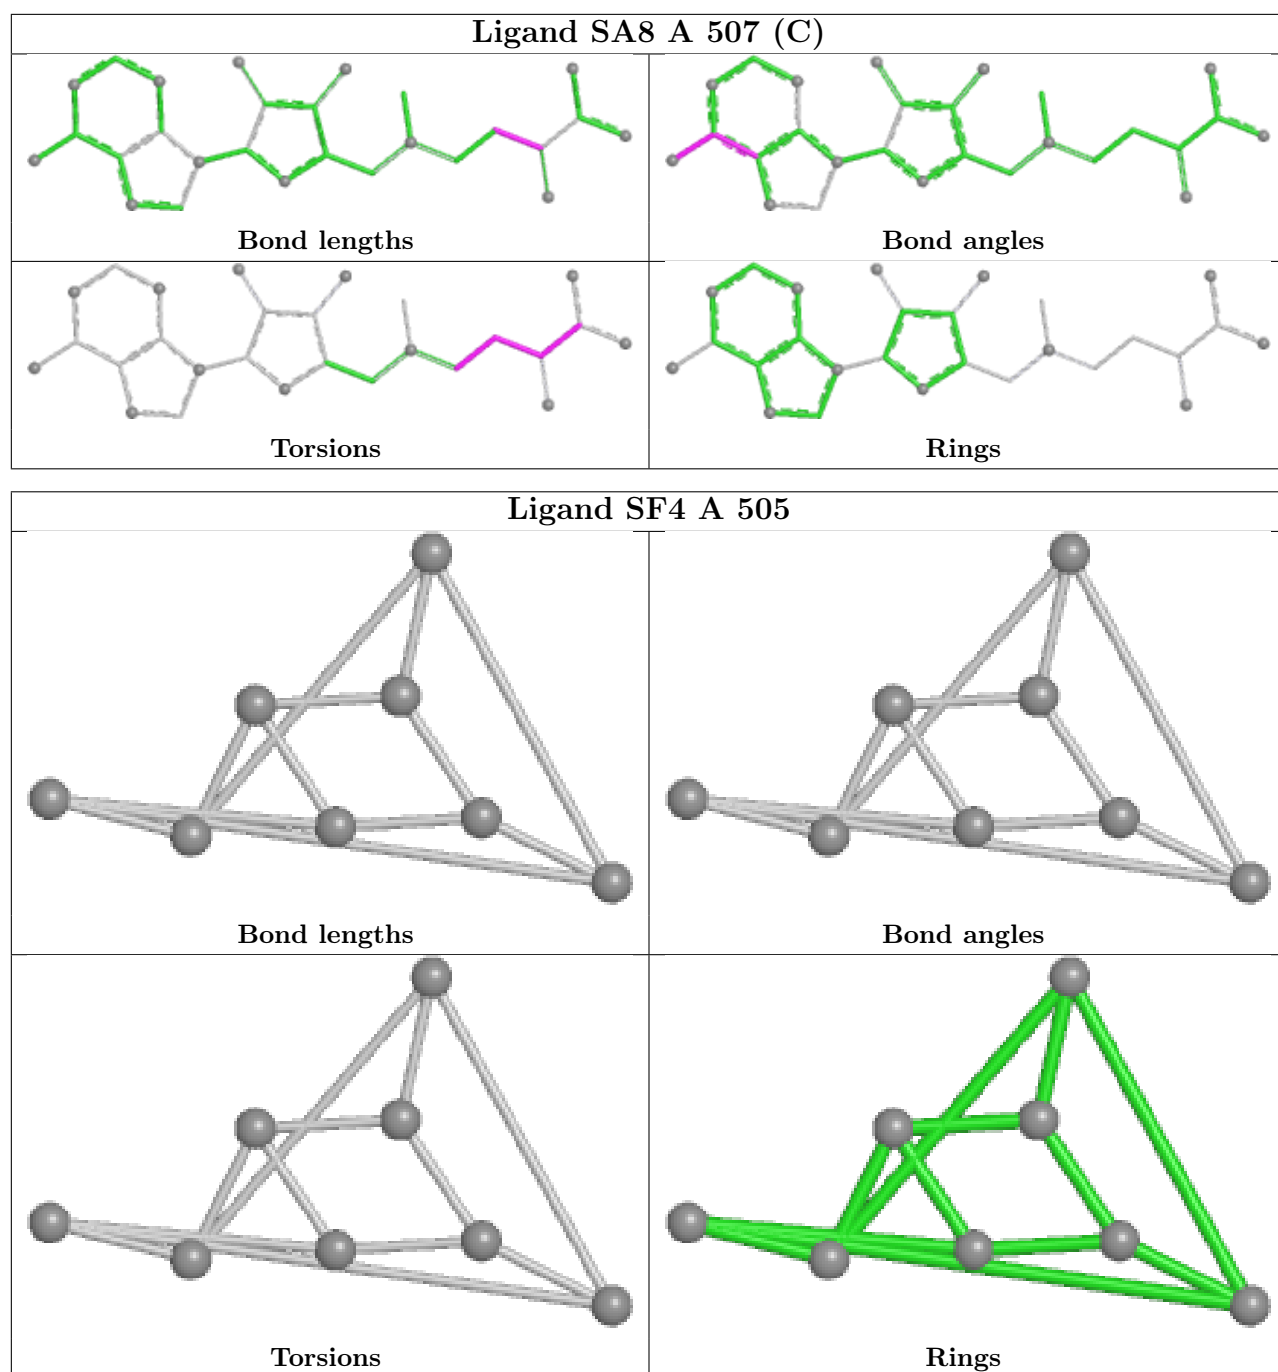 Ligand SA8 A 507 (C)
Bond lengths
Bond angles
Torsions
Rings
Ligand SF4 A 505
Bond lengths
Bond angles
Torsions
Rings